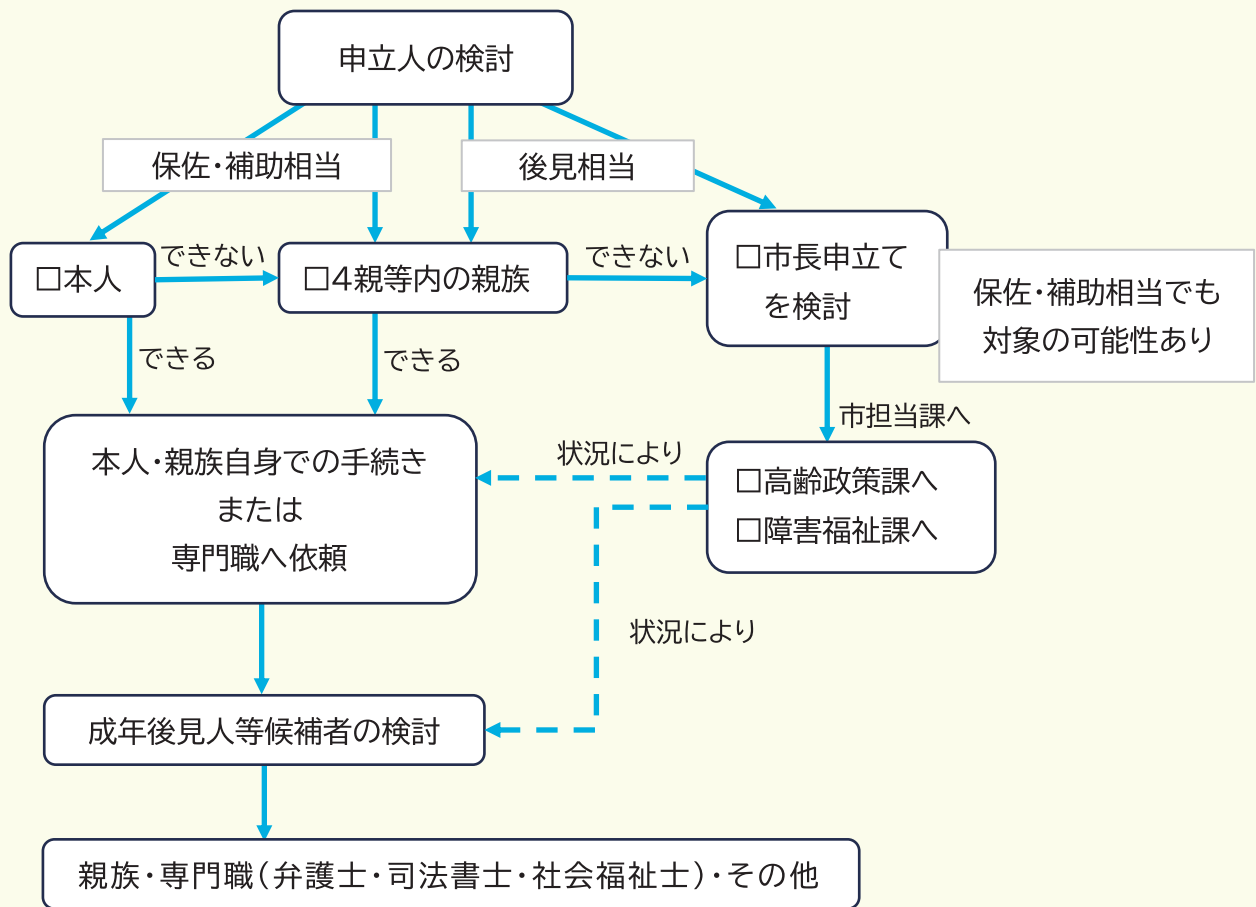 申立人の検討
保佐・補助相当
後見相当
□本人
できない
□4親等内の親族
できない
□市長申立て
を検討
保佐・補助相当でも
対象の可能性あり
できる
できる
市担当課へ
本人・親族自身での手続き
または
専門職へ依頼
状況により
□高齢政策課へ
□障害福祉課へ
状況により
成年後見人等候補者の検討
親族・専門職(弁護士・司法書士・社会福祉士)・その他